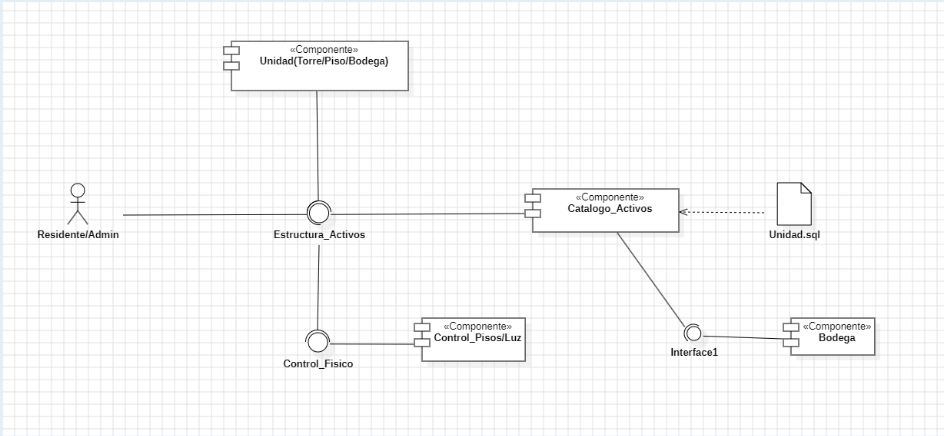 «Componente»
Unidad(Torre/Piso/Bodega)
Residente/Admin
Estructura_Activos
«Componente»
Catalogo_Activos
Unidad.sql
Control_Fisico
«Componente»
Control_Pisos/Luz
Interface1
«Componente»
Bodega